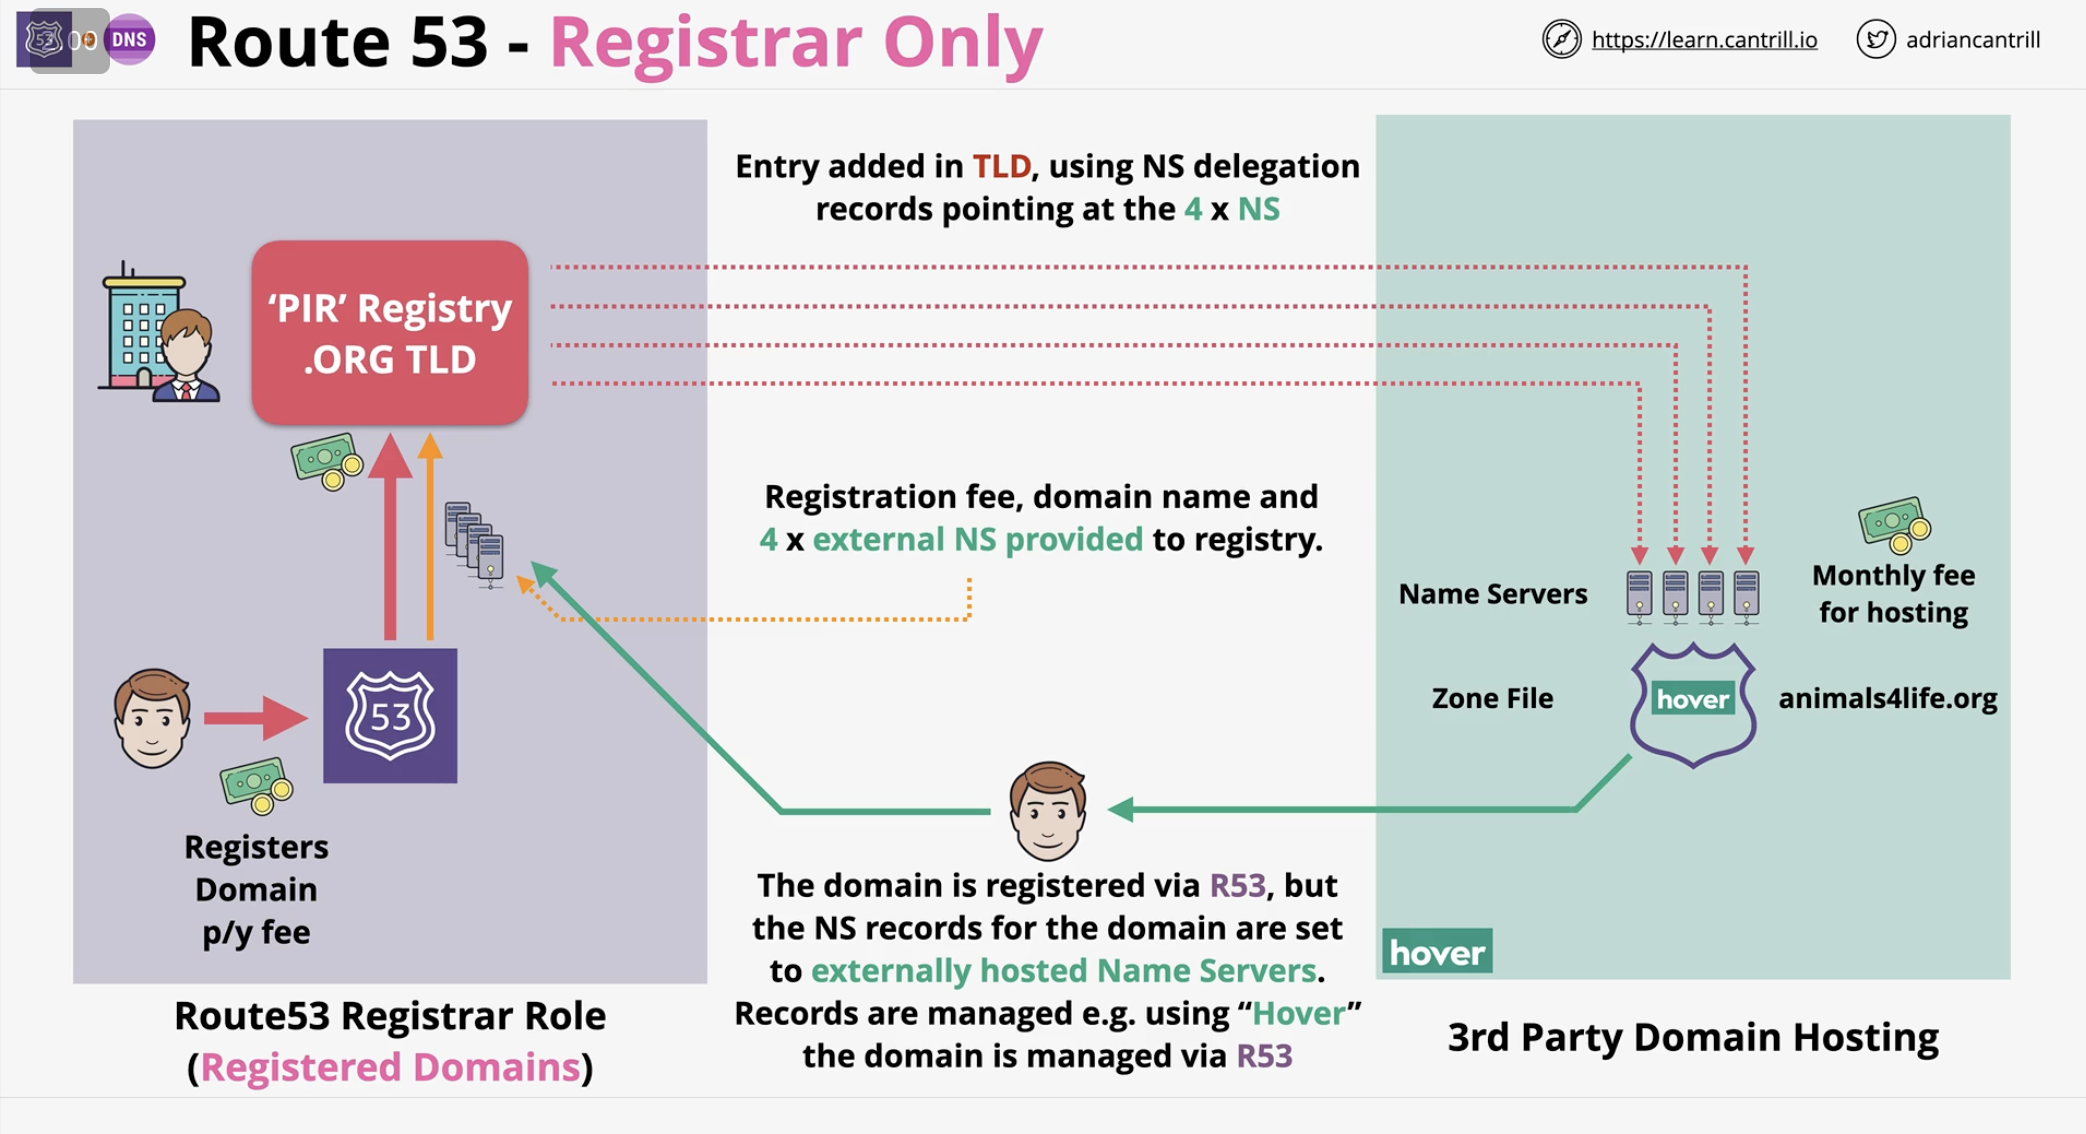 53
DNS
Route 53 - Registrar Only
https://learn.cantrill.io
adriancantrill
Entry added in TLD, using NS delegation
records pointing at the 4 x NS
‘PIR’ Registry
.ORG TLD
Registration fee, domain name and
4 x external NS provided to registry.
53
Registers
Domain
p/y fee
Route53 Registrar Role
(Registered Domains)
The domain is registered via R53, but
the NS records for the domain are set
to externally hosted Name Servers.
Records are managed e.g. using “Hover”
the domain is managed via R53
Name Servers
Monthly fee
for hosting
Zone File
hover
animals4life.org
hover
3rd Party Domain Hosting